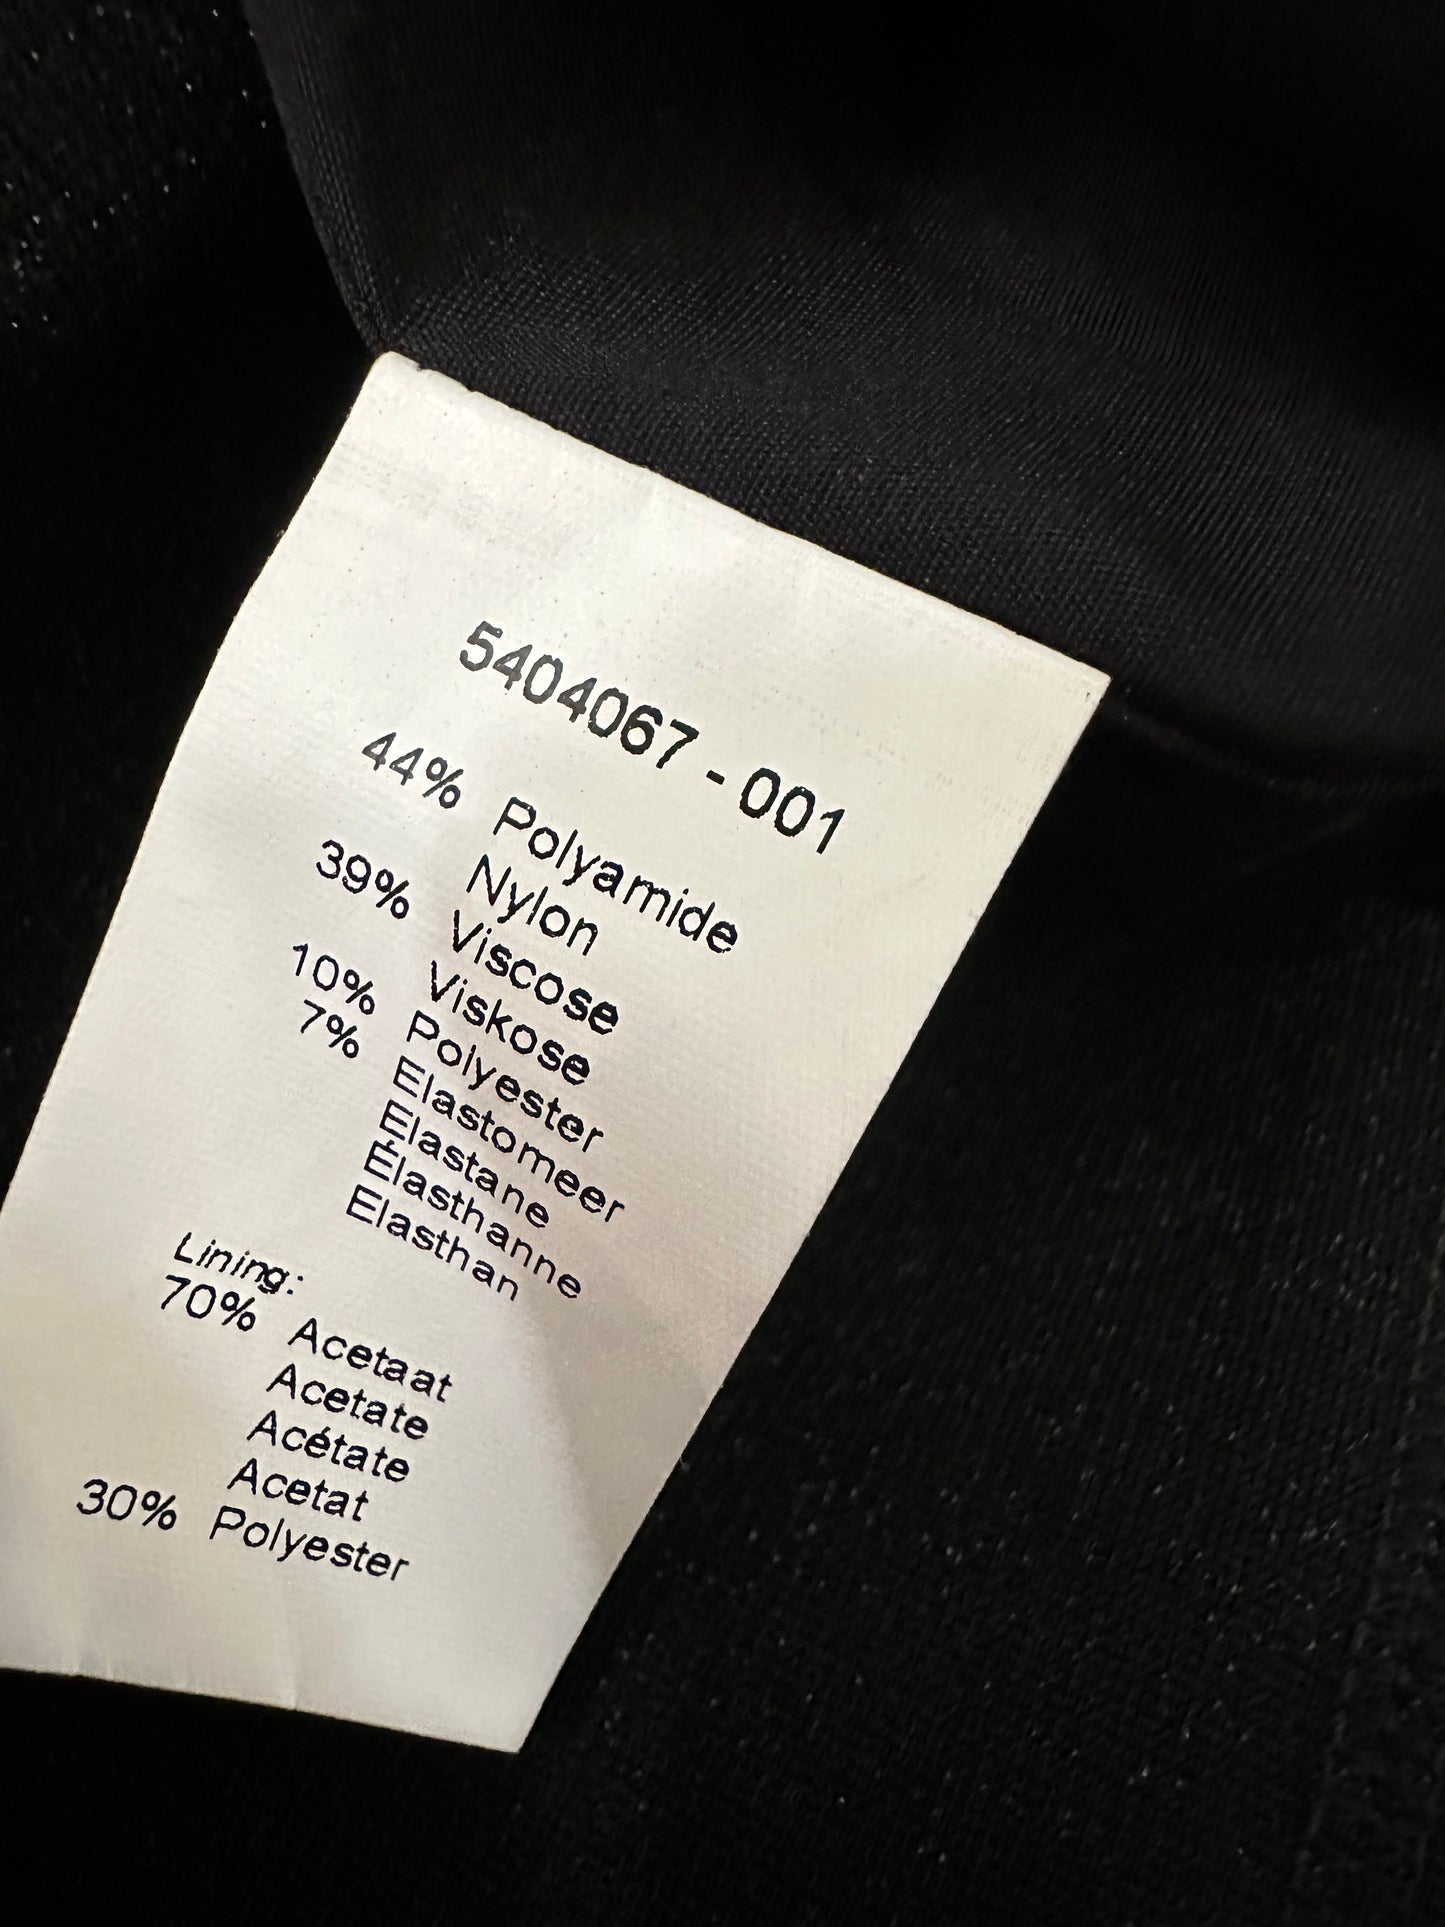 5404067 - 001
44% Polyamide
Nylon
39% Viscose
Viskose
10% Polyester
7% Elastomeer
Elastane
Élasthanne
Elasthan
Lining:
70% Acetaat
Acetate
Acétate
Acetat
30% Polyester